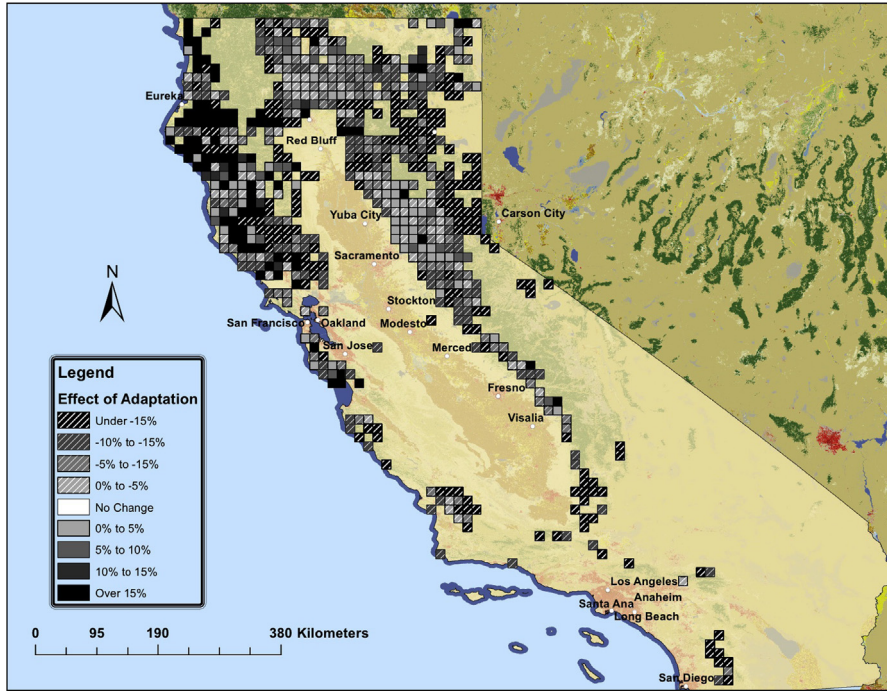 Eureka
Red Bluff
Yuba City
Carson City
Sacramento
N
Stockton
San Francisco
Oakland
Modesto
San Jose
Merced
Fresno
Visalia
Legend
Effect of Adaptation
Under -15%
-10% to -15%
-5% to -15%
0% to -5%
No Change
0% to 5%
5% to 10%
10% to 15%
Over 15%
Los Angeles
Anaheim
Santa Ana
Long Beach
San Diego
0 95 190 380 Kilometers